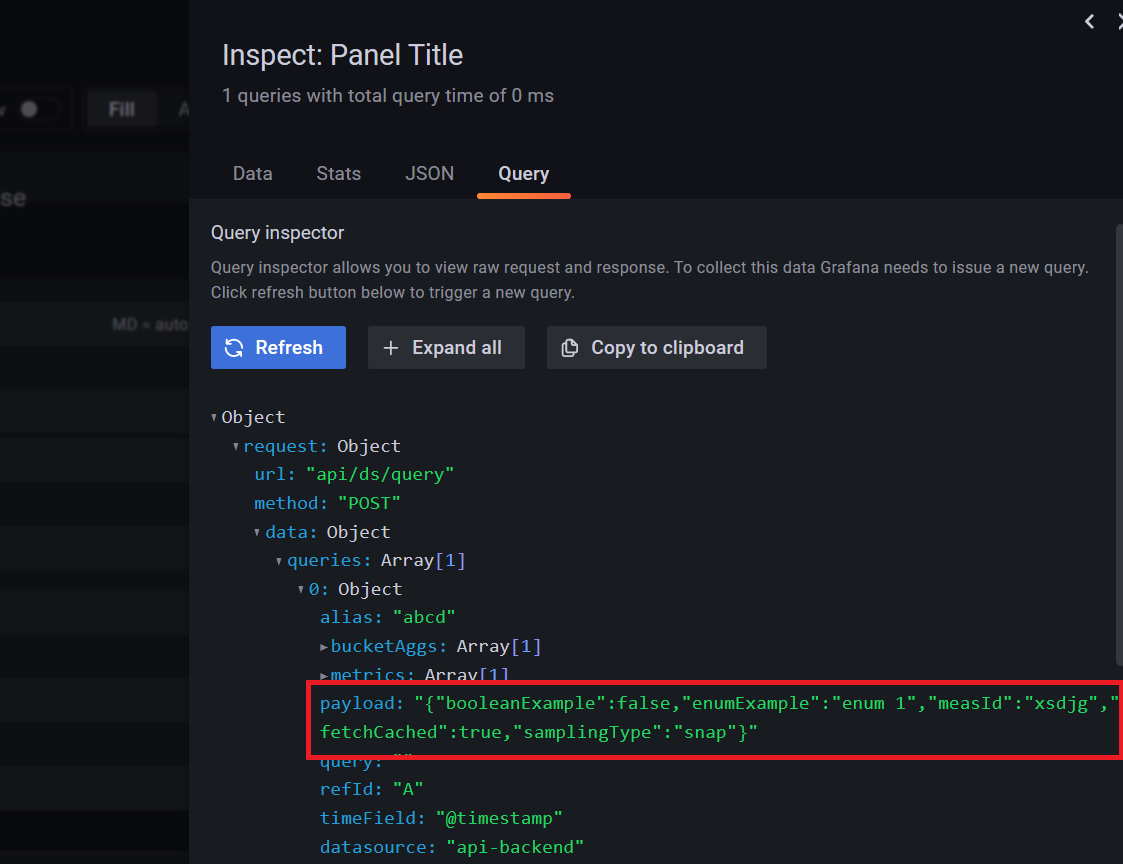 Inspect: Panel Title
1 queries with total query time of 0 ms
Fill
Data Stats JSON Query
se
Query inspector
Query inspector allows you to view raw request and response. To collect this data Grafana needs to issue a new query.
Click refresh button below to trigger a new query.
MD = auto
Refresh Expand all Copy to clipboard
Object
request: Object
url: "api/ds/query"
method: "POST"
data: Object
queries: Array[1]
0: Object
alias: "abcd"
bucketAggs: Array[1]
metrics: Array[1]
payload: "{"booleanExample":false,"enumExample":"enum 1","measId":"xsdjg","
fetchCached":true,"samplingType":"snap"}"
query: ""
refId: "A"
timeField: "@timestamp"
datasource: "api-backend"